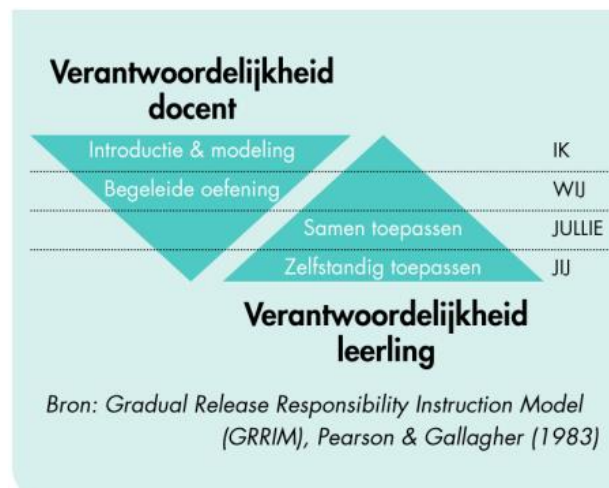 Verantwoordelijkheid
docent
Introductie & modeling
IK
Begeleide oefening
WIJ
Samen toepassen
JULLIE
Zelfstandig toepassen
JIJ
Verantwoordelijkheid
leerling
Bron: Gradual Release Responsibility Instruction Model
(GRRIM), Pearson & Gallagher (1983)